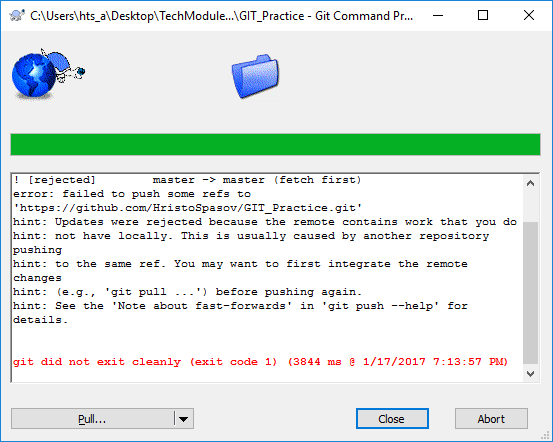 C:\Users\hts_a\Desktop\TechModule...\GIT_Practice - Git Command Pr...
! [rejected]        master -> master (fetch first)
error: failed to push some refs to
'https://github.com/HristoSpasov/GIT_Practice.git'
hint: Updates were rejected because the remote contains work that you do
hint: not have locally. This is usually caused by another repository
pushing
hint: to the same ref. You may want to first integrate the remote
changes
hint: (e.g., 'git pull ...') before pushing again.
hint: See the 'Note about fast-forwards' in 'git push --help' for
details.
git did not exit cleanly (exit code 1) (3844 ms @ 1/17/2017 7:13:57 PM)
Pull...
Close
Abort